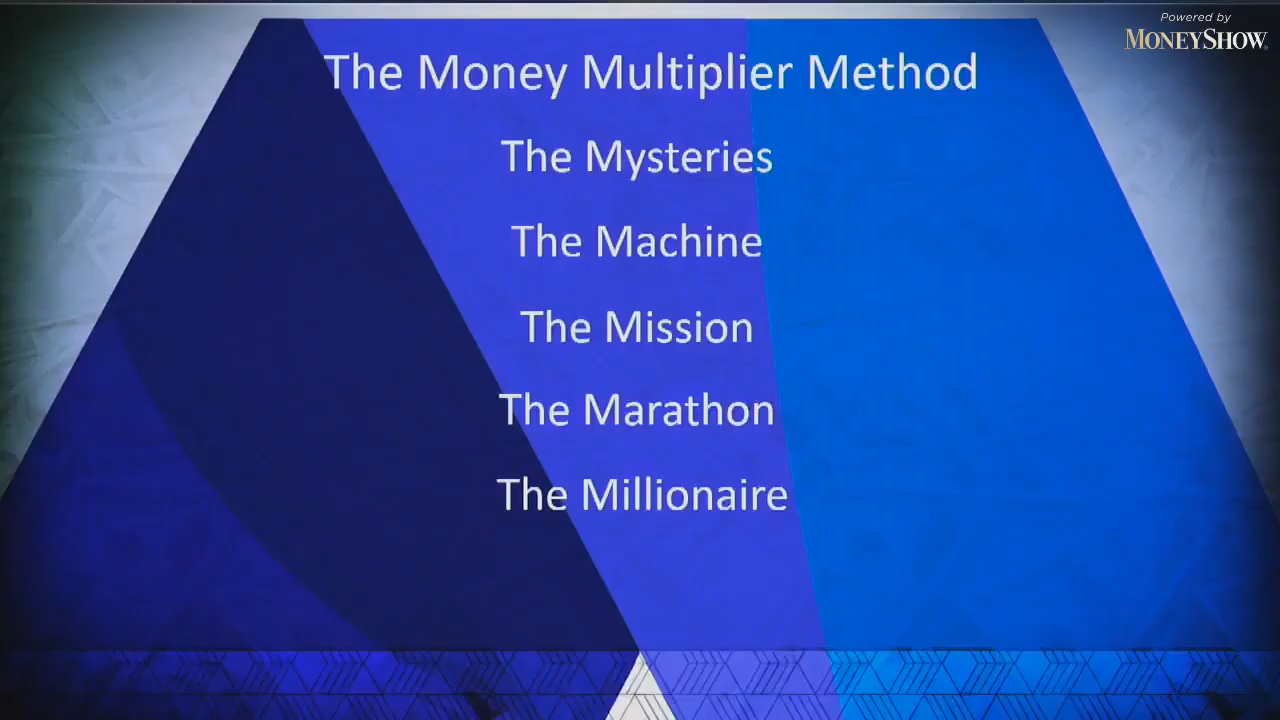 Powered by
MONEYSHOW
The Money Multiplier Method
The Mysteries
The Machine
The Mission
The Marathon
The Millionaire